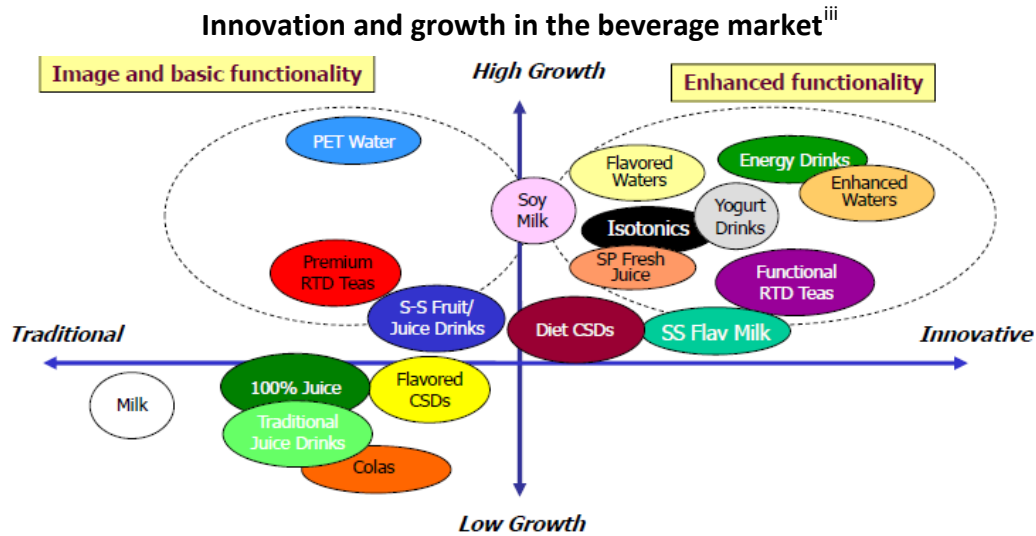 Innovation and growth in the beverage market iii
Image and basic functionality
High Growth
Enhanced functionality
PET Water
Flavored
Waters
Energy Drinks
Enhanced
Waters
Soy
Milk
Yogurt
Drinks
Isotonics
SP Fresh
Juice
Premium
RTD Teas
Functional
RTD Teas
S-S Fruit/
Juice Drinks
Diet CSDs
SS Flav Milk
Traditional
Innovative
Milk
100% Juice
Flavored
CSDs
Traditional
Juice Drinks
Colas
Low Growth